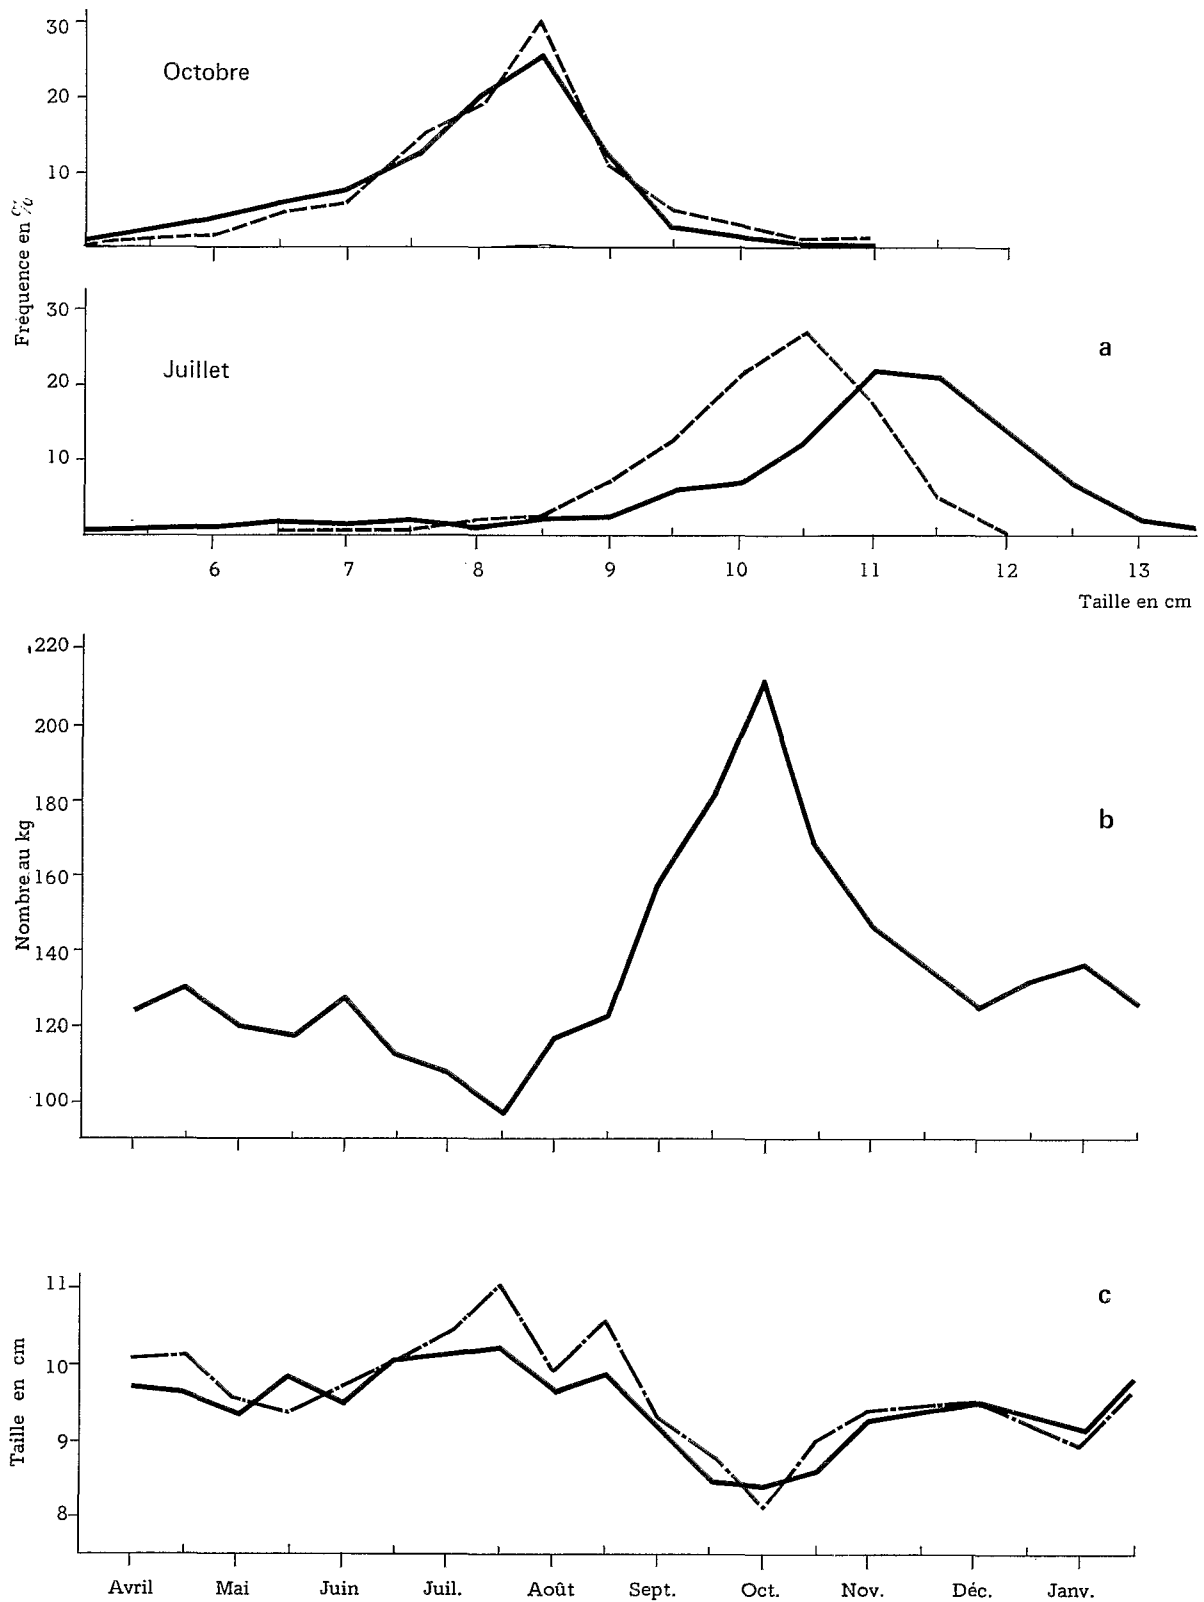 30
Octobre
20
10
Fréquence en %
30
a
Juillet
20
10
6 7 8 9 10 11 12 13
Taille en cm
220
200
180
b
Nombre au kg
160
140
120
100
11
c
10
Taille en cm
9
8
Avril Mai Juin Juil. Août Sept. Oct. Nov. Déc. Janv.